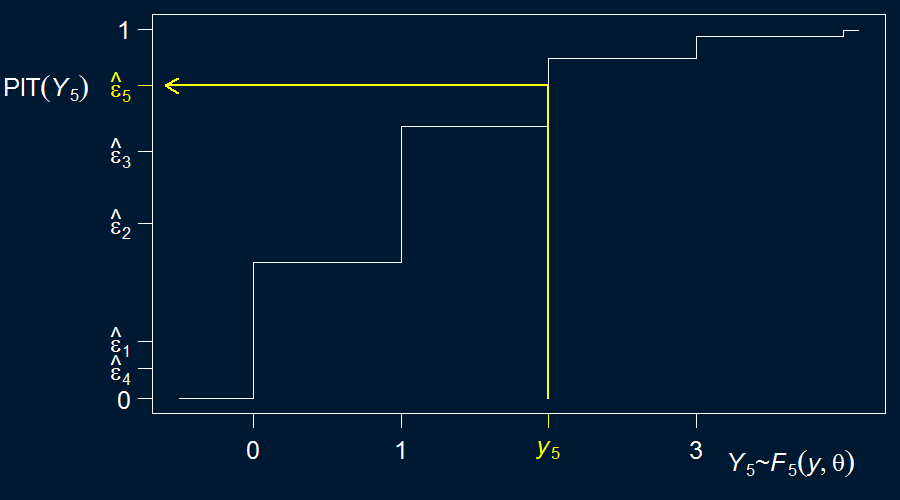 1
PIT(Y₅) ε̂₅
ε̂₃
ε̂₂
ε̂₁
ε̂₄
0
0 1 y₅ 3
Y₅~F₅(y, θ)